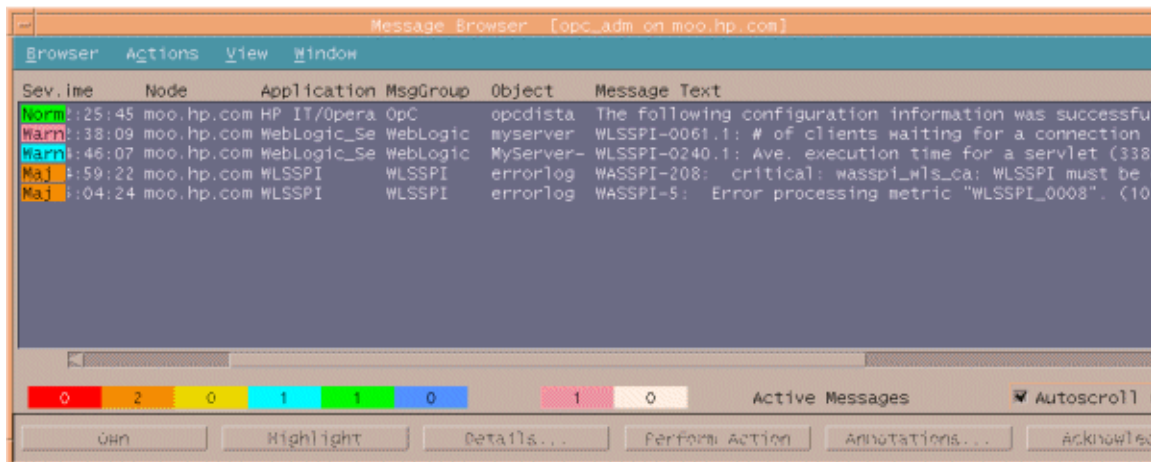 Message Browser [opc_adm on moo.hp.com]
Browser Actions View Window
Sev.ime Node Application MsgGroup Object Message Text
Norm :25:45 moo.hp.com HP IT/Opera OpC opcdista The following configuration information was successfu
Warn :38:09 moo.hp.com WebLogic_Se WebLogic myserver WLSSPI-0061.1: # of clients waiting for a connection
Warn :46:07 moo.hp.com WebLogic_Se WebLogic MyServer- WLSSPI-0240.1: Ave. execution time for a servlet (338
Maj :59:22 moo.hp.com WLSSPI WLSSPI errorlog WASSPI-208: critical: wasspi_wls_ca: WLSSPI must be
Maj :04:24 moo.hp.com WLSSPI WLSSPI errorlog WASSPI-5: Error processing metric "WLSSPI_0008". (10
0 2 0 1 1 0 1 0 Active Messages Autoscroll
Own Highlight Details... Perform Action Annotations... Acknowled